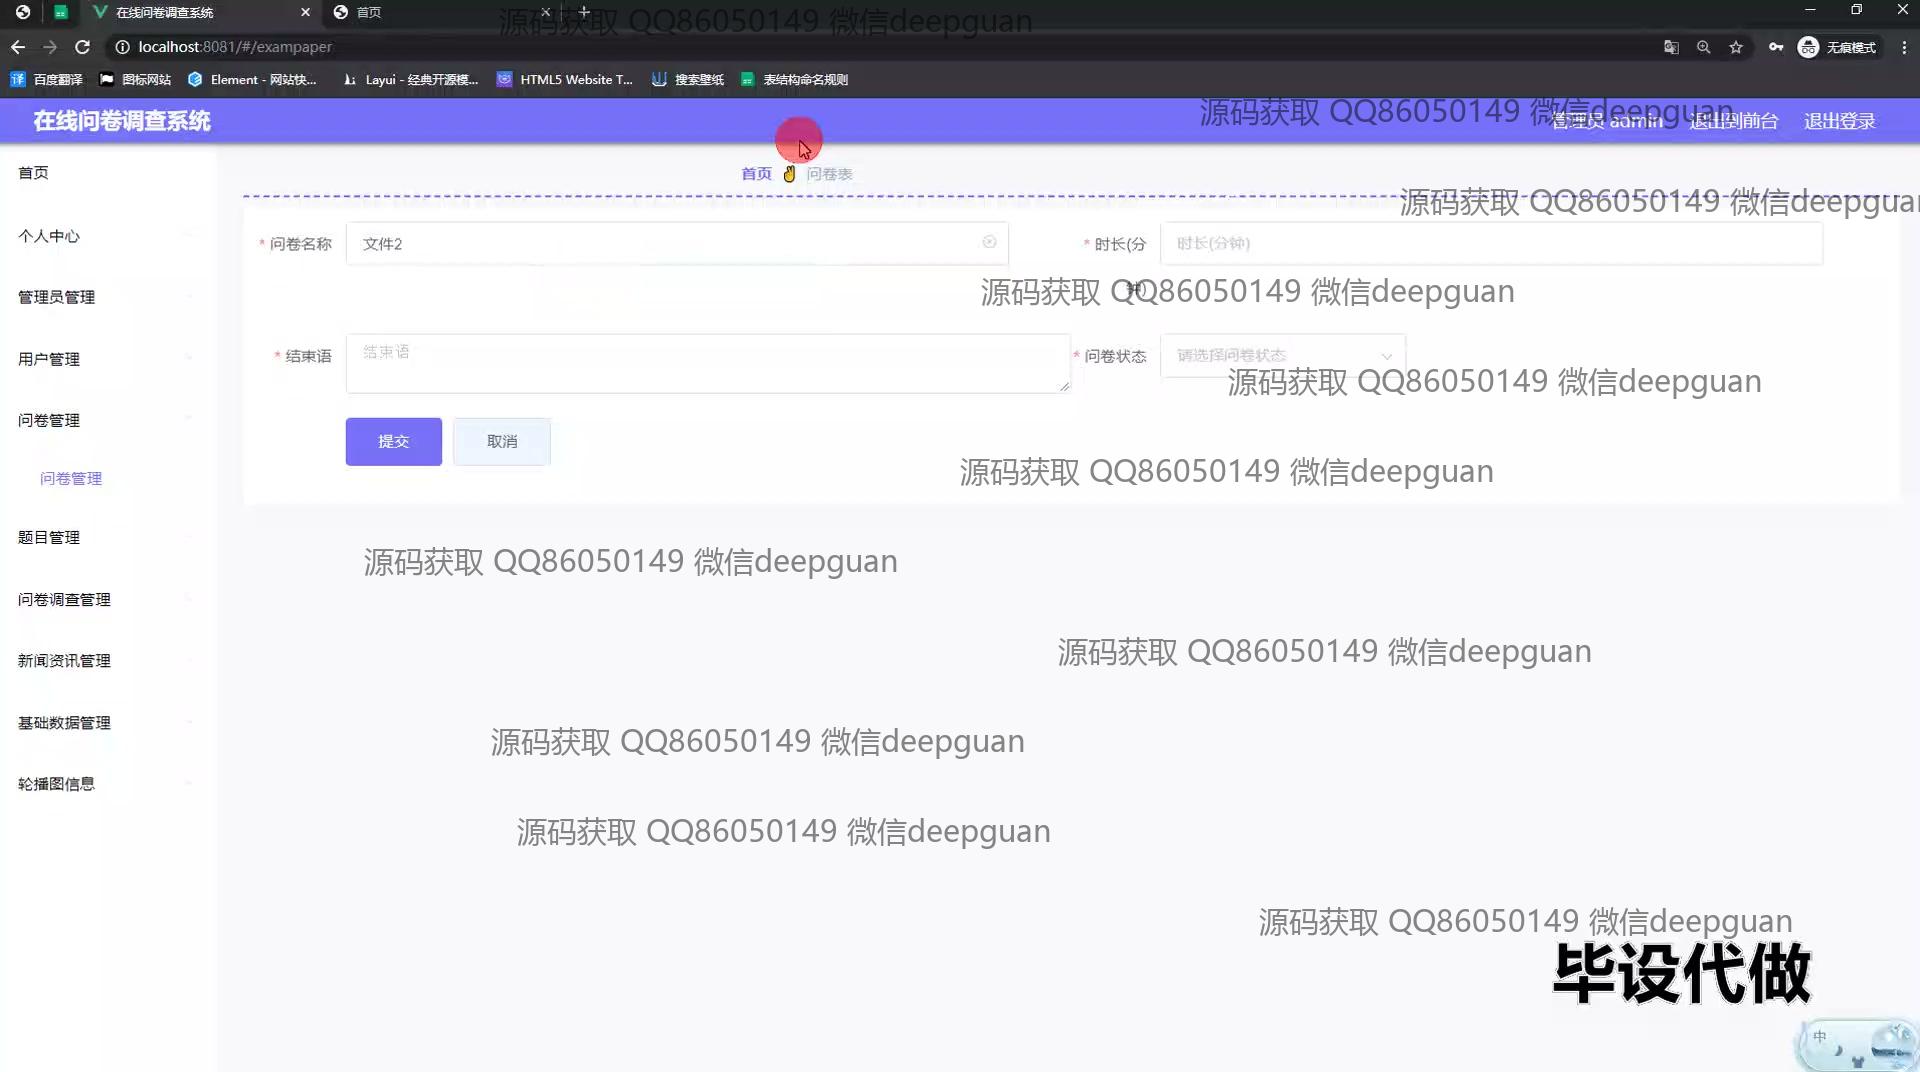 在线问卷调查系统
首页
源码获取 QQ86050149 微信deepguan
localhost:8081/#/exampaper
无痕模式
百度翻译
图标网站
Element - 网站快...
Layui - 经典开源模...
HTML5 Website T...
搜索壁纸
表结构命名规则
在线问卷调查系统
源码获取 QQ86050149 微信deepguan
管理员 admin
退出到前台
退出登录
首页
首页
问卷表
源码获取 QQ86050149 微信deepguan
个人中心
* 问卷名称
文件2
* 时长(分钟)
时长(分钟)
管理员管理
源码获取 QQ86050149 微信deepguan
用户管理
* 结束语
结束语
* 问卷状态
请选择问卷状态
源码获取 QQ86050149 微信deepguan
问卷管理
提交
取消
问卷管理
源码获取 QQ86050149 微信deepguan
题目管理
源码获取 QQ86050149 微信deepguan
问卷调查管理
源码获取 QQ86050149 微信deepguan
新闻资讯管理
基础数据管理
源码获取 QQ86050149 微信deepguan
轮播图信息
源码获取 QQ86050149 微信deepguan
源码获取 QQ86050149 微信deepguan
毕设代做
中